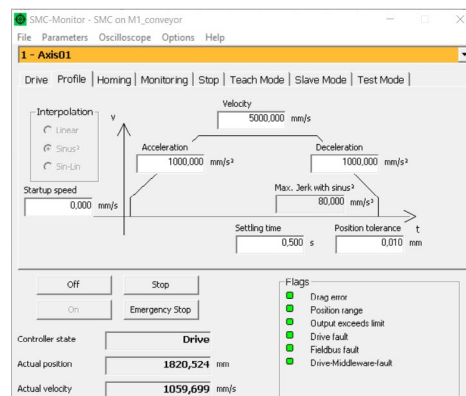 SMC-Monitor - SMC on M1_conveyor
File Parameters Oscilloscope Options Help
1 - Axis01
Drive Profile Homing Monitoring Stop Teach Mode Slave Mode Test Mode
Interpolation
Linear
Sinus²
Sin-Lin
v
Velocity
5000,000 mm/s
Acceleration
1000,000 mm/s²
Deceleration
1000,000 mm/s²
Startup speed
0,000 mm/s
Max. Jerk with sinus²
80,000 mm/s³
t
Settling time
0,500 s
Position tolerance
0,010 mm
Off Stop
On Emergency Stop
Controller state Drive
Actual position 1820,524 mm
Actual velocity 1059,699 mm/s
Flags
Drag error
Position range
Output exceeds limit
Drive fault
Fieldbus fault
Drive-Middleware-fault